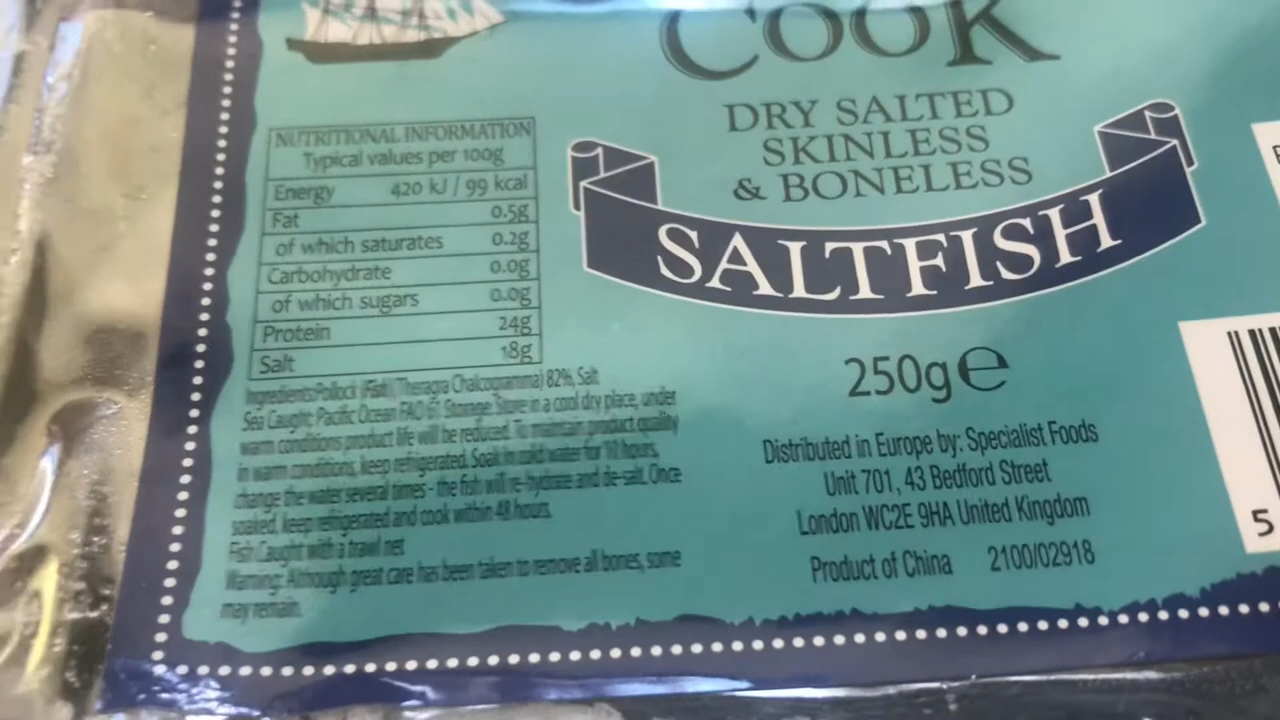 COOK
DRY SALTED
SKINLESS
& BONELESS
SALTFISH
250g e
NUTRITIONAL INFORMATION
Typical values per 100g
Energy 420 kJ / 99 kcal
Fat 0.5g
of which saturates 0.2g
Carbohydrate 0.0g
of which sugars 0.0g
Protein 24g
Salt 18g
Ingredients: Pollock (Fish) (Theragra Chalcogramma) 82%, Salt
Sea Caught: Pacific Ocean FAO 61. Storage: Store in a cool dry place, under
warm conditions product life will be reduced. To maintain product quality
in warm conditions, keep refrigerated. Soak in cold water for 10 hours,
change the water several times - the fish will re-hydrate and de-salt. Once
soaked, keep refrigerated and cook within 48 hours.
Fish Caught with a trawl net
Warning: Although great care has been taken to remove all bones, some
may remain.
Distributed in Europe by: Specialist Foods
Unit 701, 43 Bedford Street
London WC2E 9HA United Kingdom
Product of China 2100/02918
5